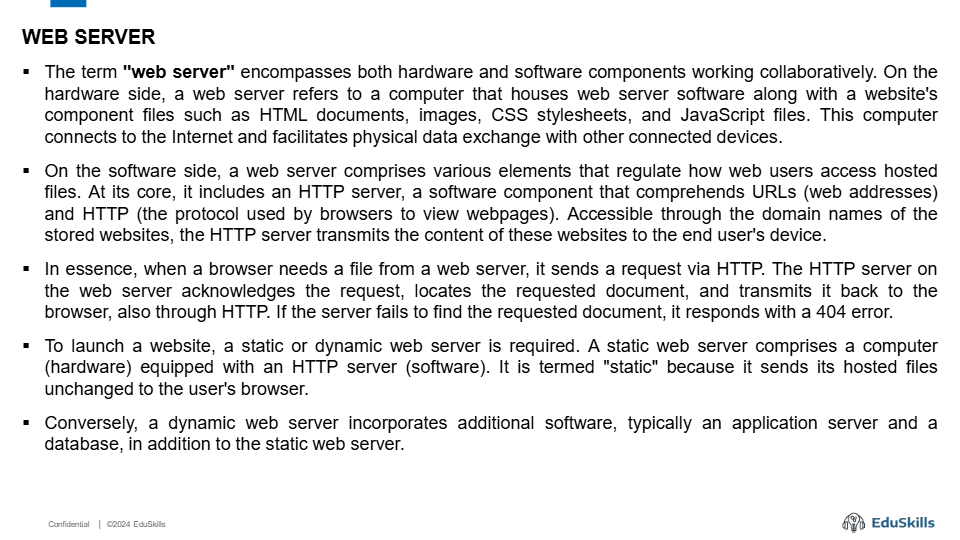 WEB SERVER
▪ The term "web server" encompasses both hardware and software components working collaboratively. On the
hardware side, a web server refers to a computer that houses web server software along with a website's
component files such as HTML documents, images, CSS stylesheets, and JavaScript files. This computer
connects to the Internet and facilitates physical data exchange with other connected devices.
▪ On the software side, a web server comprises various elements that regulate how web users access hosted
files. At its core, it includes an HTTP server, a software component that comprehends URLs (web addresses)
and HTTP (the protocol used by browsers to view webpages). Accessible through the domain names of the
stored websites, the HTTP server transmits the content of these websites to the end user's device.
▪ In essence, when a browser needs a file from a web server, it sends a request via HTTP. The HTTP server on
the web server acknowledges the request, locates the requested document, and transmits it back to the
browser, also through HTTP. If the server fails to find the requested document, it responds with a 404 error.
▪ To launch a website, a static or dynamic web server is required. A static web server comprises a computer
(hardware) equipped with an HTTP server (software). It is termed "static" because it sends its hosted files
unchanged to the user's browser.
▪ Conversely, a dynamic web server incorporates additional software, typically an application server and a
database, in addition to the static web server.
Confidential | ©2024 EduSkills
EduSkills